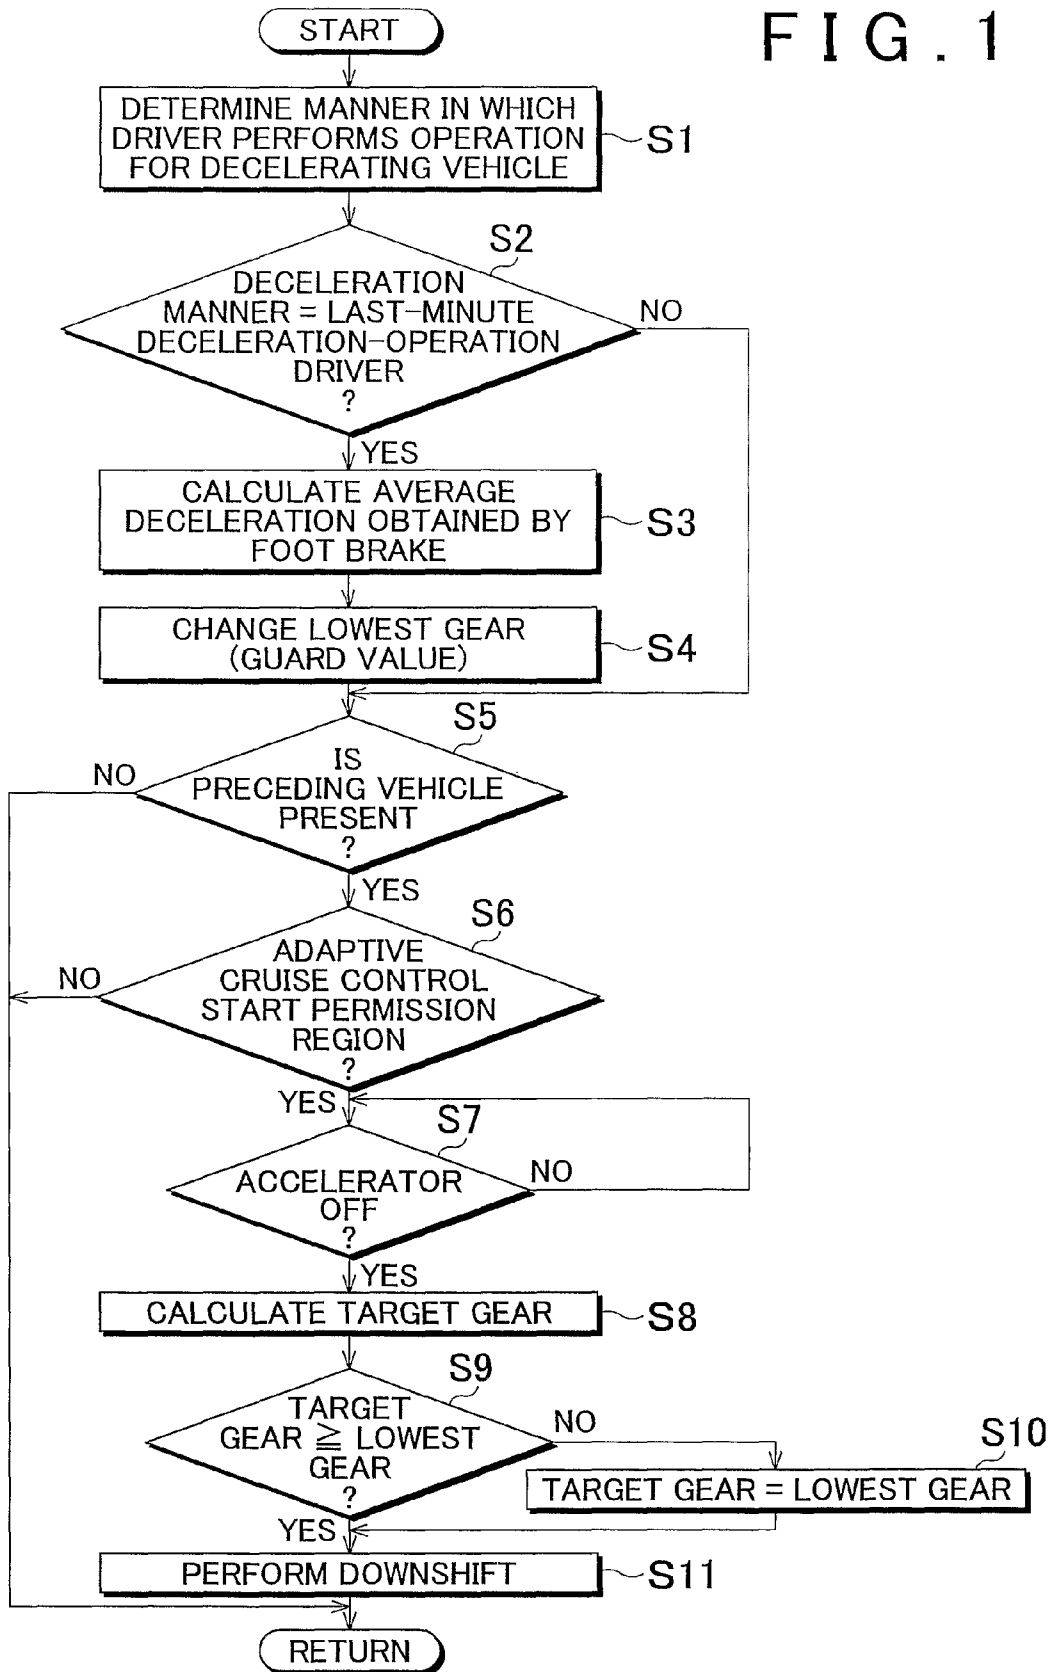 FIG.1
START
DETERMINE MANNER IN WHICH
DRIVER PERFORMS OPERATION
FOR DECELERATING VEHICLE
S1
S2
DECELERATION
MANNER = LAST-MINUTE
DECELERATION-OPERATION
DRIVER
?
NO
YES
CALCULATE AVERAGE
DECELERATION OBTAINED BY
FOOT BRAKE
S3
CHANGE LOWEST GEAR
(GUARD VALUE)
S4
S5
IS
PRECEDING VEHICLE
PRESENT
?
NO
YES
S6
ADAPTIVE
CRUISE CONTROL
START PERMISSION
REGION
?
NO
YES
S7
ACCELERATOR
OFF
?
NO
YES
CALCULATE TARGET GEAR
S8
S9
TARGET
GEAR ≧ LOWEST
GEAR
?
NO
S10
TARGET GEAR = LOWEST GEAR
YES
PERFORM DOWNSHIFT
S11
RETURN